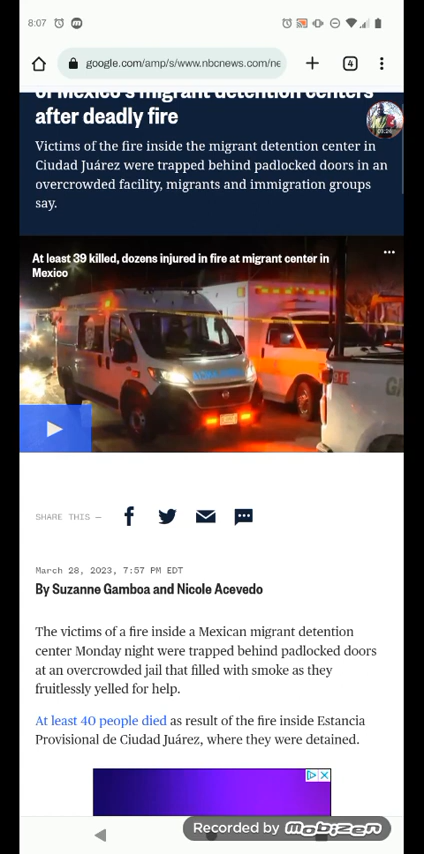 8:07
google.com/amp/s/www.nbcnews.com/ne
4
of Mexico's migrant detention centers
after deadly fire
Victims of the fire inside the migrant detention center in
Ciudad Juárez were trapped behind padlocked doors in an
overcrowded facility, migrants and immigration groups
say.
At least 39 killed, dozens injured in fire at migrant center in
Mexico
SHARE THIS —
March 28, 2023, 7:57 PM EDT
By Suzanne Gamboa and Nicole Acevedo
The victims of a fire inside a Mexican migrant detention
center Monday night were trapped behind padlocked doors
at an overcrowded jail that filled with smoke as they
fruitlessly yelled for help.
At least 40 people died as result of the fire inside Estancia
Provisional de Ciudad Juárez, where they were detained.
Recorded by mobizen